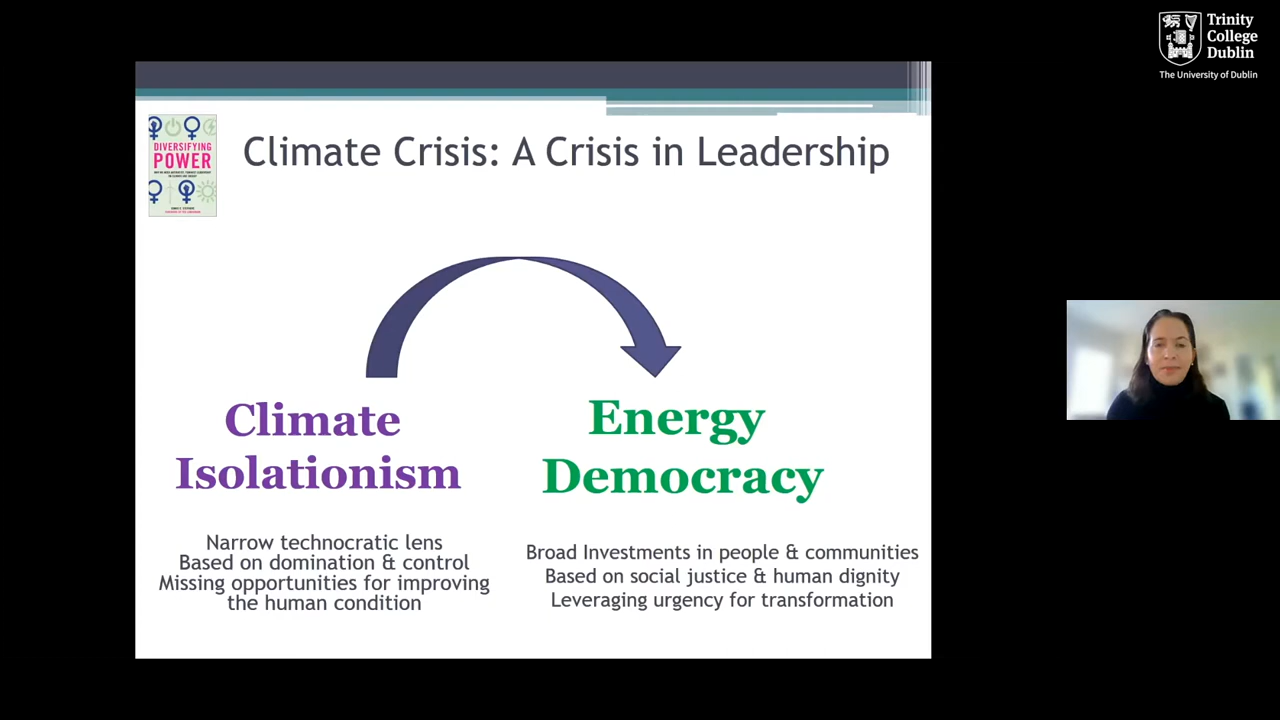 Trinity
College
Dublin
The University of Dublin
DIVERSIFYING
POWER
Climate Crisis: A Crisis in Leadership
Climate
Isolationism
Narrow technocratic lens
Based on domination & control
Missing opportunities for improving
the human condition
Energy
Democracy
Broad Investments in people & communities
Based on social justice & human dignity
Leveraging urgency for transformation